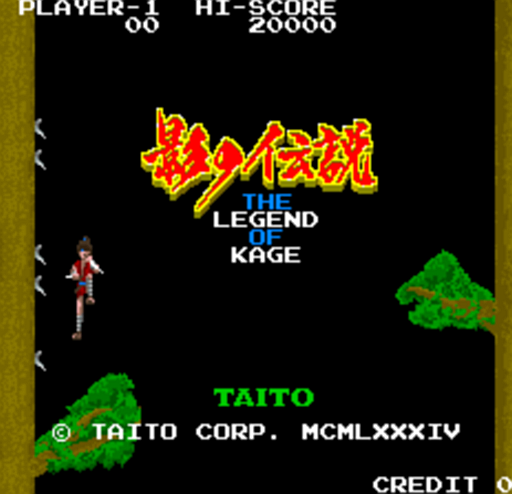 PLAYER-1 HI-SCORE
00 20000
影の伝説
THE
LEGEND
OF
KAGE
TAITO
© TAITO CORP. MCMLXXXIV
CREDIT 0